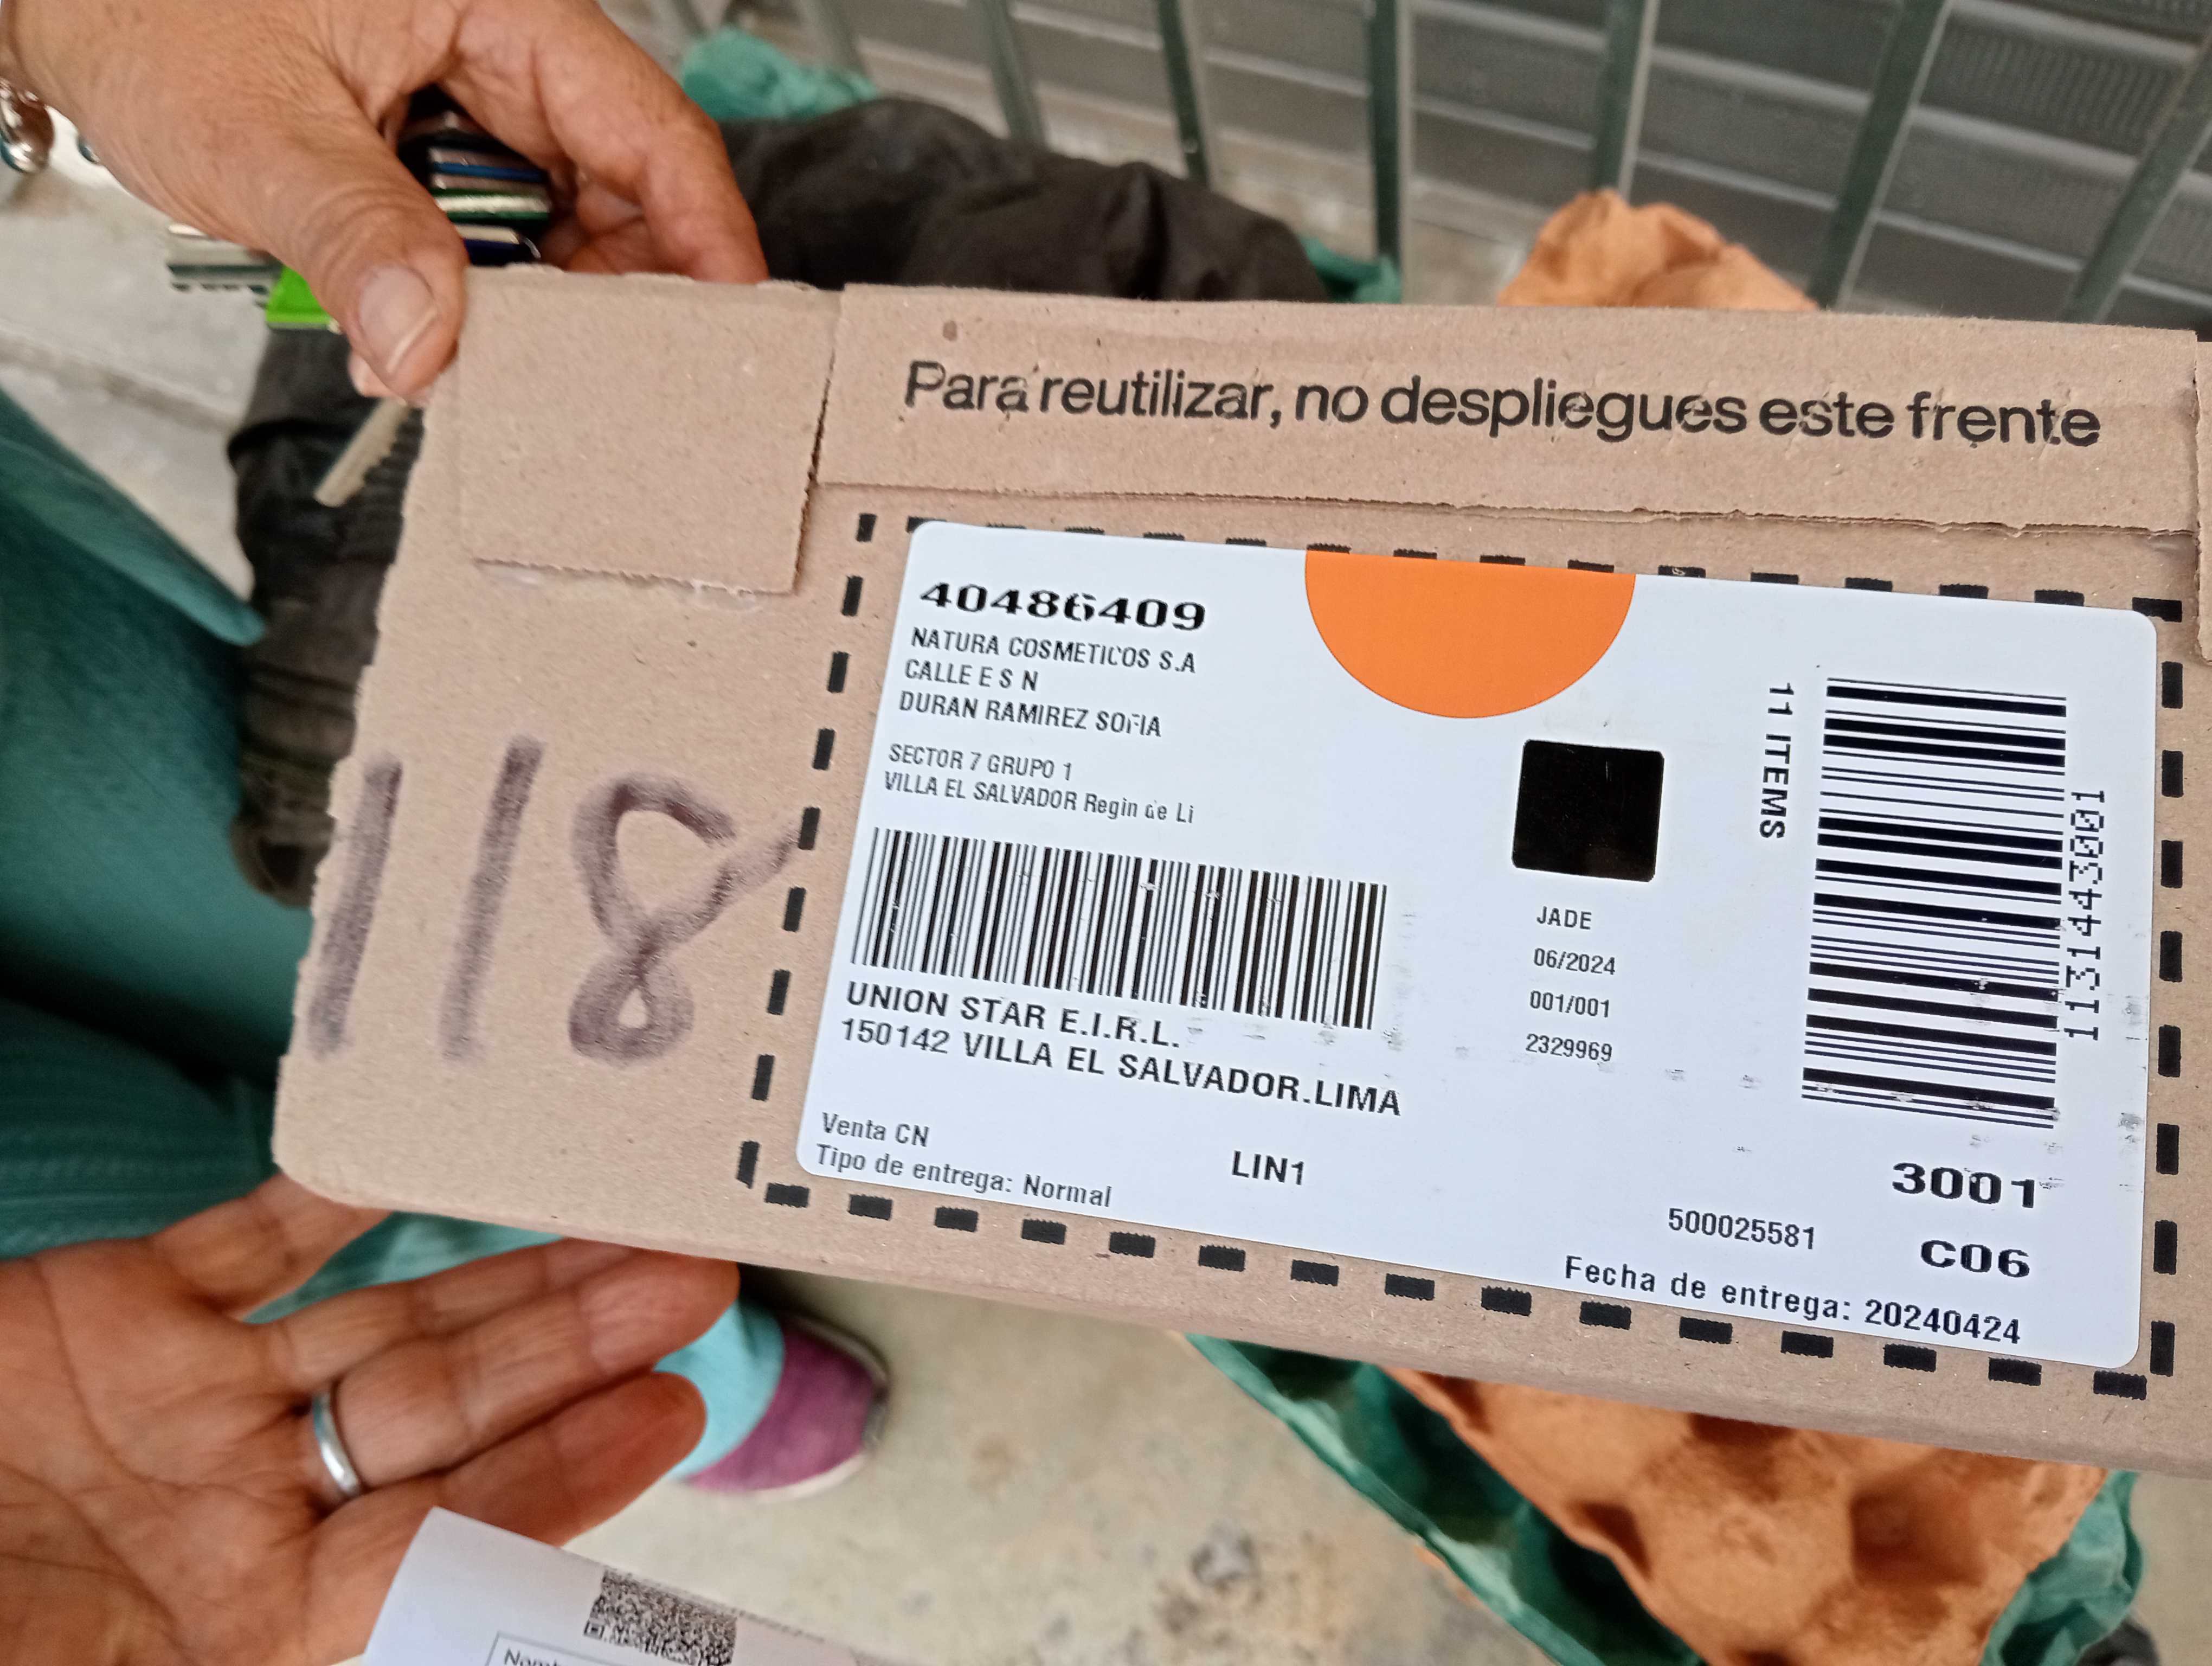 Para reutilizar, no despliegues este frente
118
40486409
NATURA COSMETICOS S.A
CALLE E S N
DURAN RAMIREZ SOFIA
SECTOR 7 GRUPO 1
VILLA EL SALVADOR Regin de Li
UNION STAR E.I.R.L.
150142 VILLA EL SALVADOR.LIMA
Venta CN
Tipo de entrega: Normal
LIN1
JADE
06/2024
001/001
2329969
11 ITEMS
1131443001
3001
500025581
C06
Fecha de entrega: 20240424